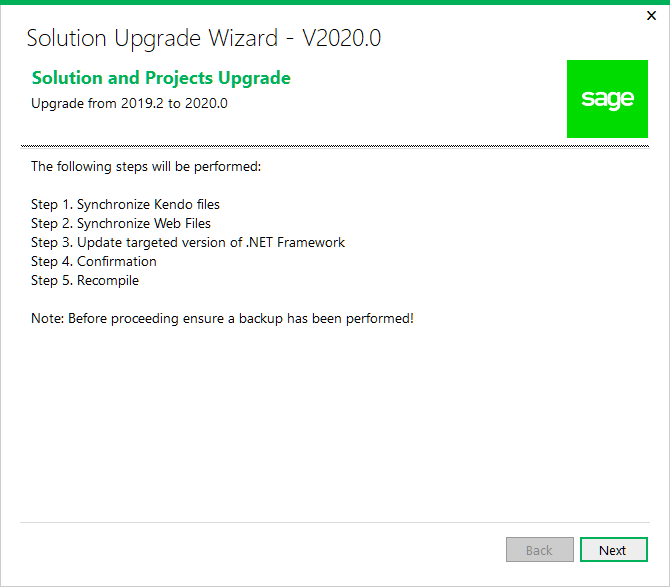 Solution Upgrade Wizard - V2020.0
Solution and Projects Upgrade
Upgrade from 2019.2 to 2020.0
sage
The following steps will be performed:
Step 1. Synchronize Kendo files
Step 2. Synchronize Web Files
Step 3. Update targeted version of .NET Framework
Step 4. Confirmation
Step 5. Recompile
Note: Before proceeding ensure a backup has been performed!
Back
Next